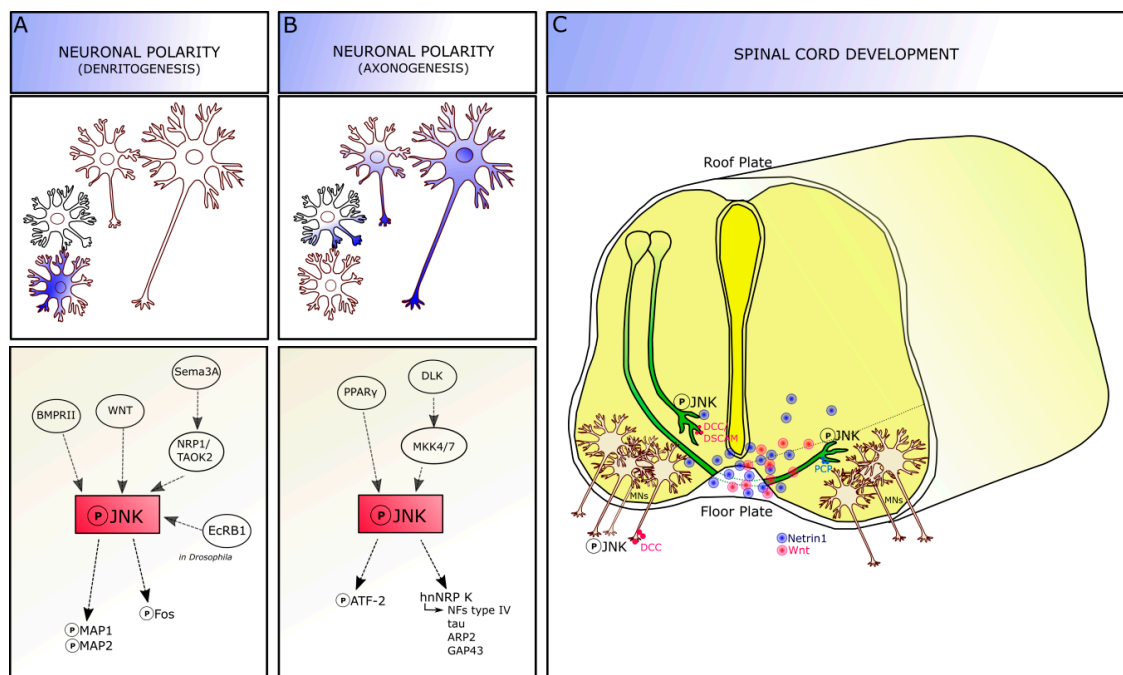 A
NEURONAL POLARITY
(DENRITOGENESIS)
BMPRII
WNT
Sema3A
NRP1/
TAOK2
P JNK
EcRB1
in Drosophila
P MAP1
P MAP2
P Fos
B
NEURONAL POLARITY
(AXONOGENESIS)
PPARγ
DLK
MKK4/7
P JNK
P ATF-2
hnNRP K
NFs type IV
tau
ARP2
GAP43
C
SPINAL CORD DEVELOPMENT
Roof Plate
P JNK
DCC/
DSCAM
P JNK
PCP
MNs
MNs
Floor Plate
P JNK
DCC
Netrin1
Wnt